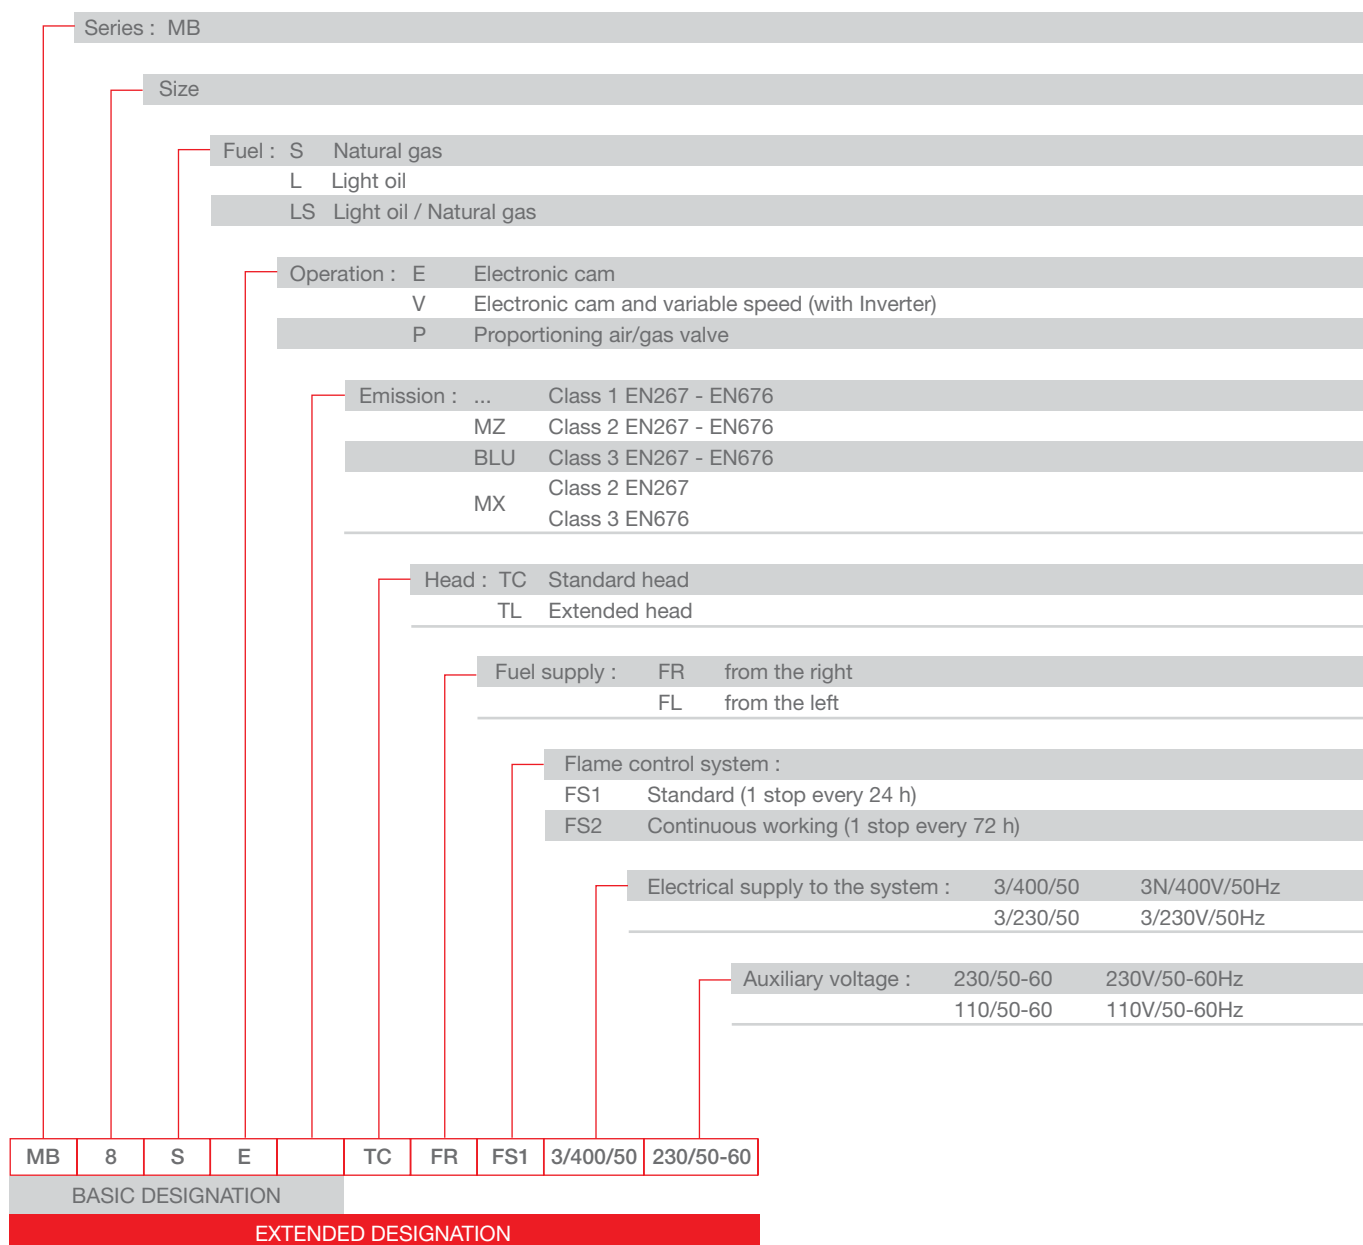 Series : MB
Size
Fuel : S Natural gas
L Light oil
LS Light oil / Natural gas
Operation : E Electronic cam
V Electronic cam and variable speed (with Inverter)
P Proportioning air/gas valve
Emission : ... Class 1 EN267 - EN676
MZ Class 2 EN267 - EN676
BLU Class 3 EN267 - EN676
MX Class 2 EN267
Class 3 EN676
Head : TC Standard head
TL Extended head
Fuel supply : FR from the right
FL from the left
Flame control system :
FS1 Standard (1 stop every 24 h)
FS2 Continuous working (1 stop every 72 h)
Electrical supply to the system : 3/400/50 3N/400V/50Hz
3/230/50 3/230V/50Hz
Auxiliary voltage : 230/50-60 230V/50-60Hz
110/50-60 110V/50-60Hz
MB 8 S E TC FR FS1 3/400/50 230/50-60
BASIC DESIGNATION
EXTENDED DESIGNATION